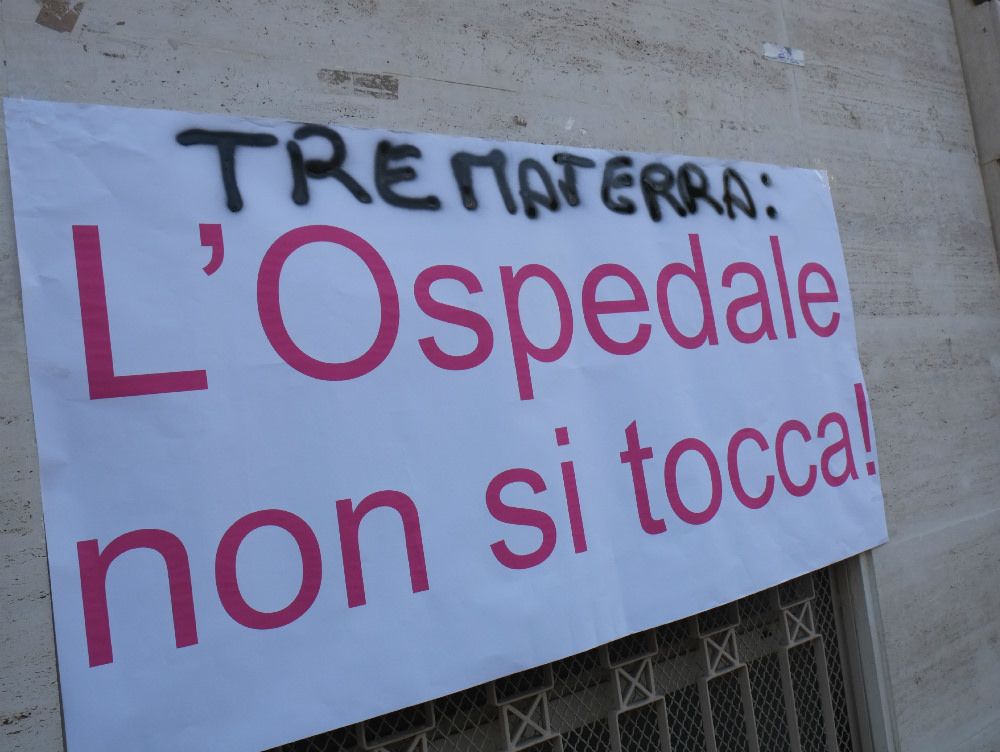 TREMATERRA:
L'Ospedale
non si tocca!